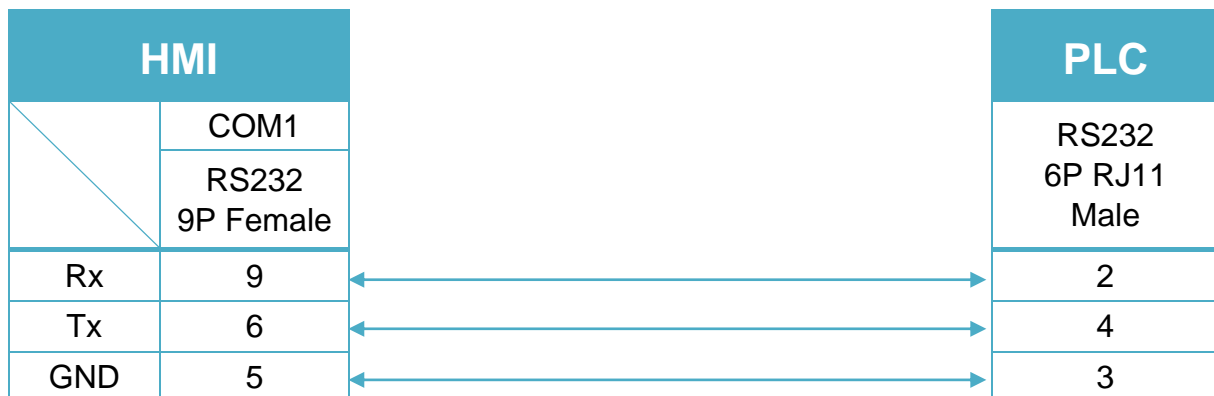 HMI
PLC
COM1
RS232
9P Female
RS232
6P RJ11
Male
Rx 9 2
Tx 6 4
GND 5 3